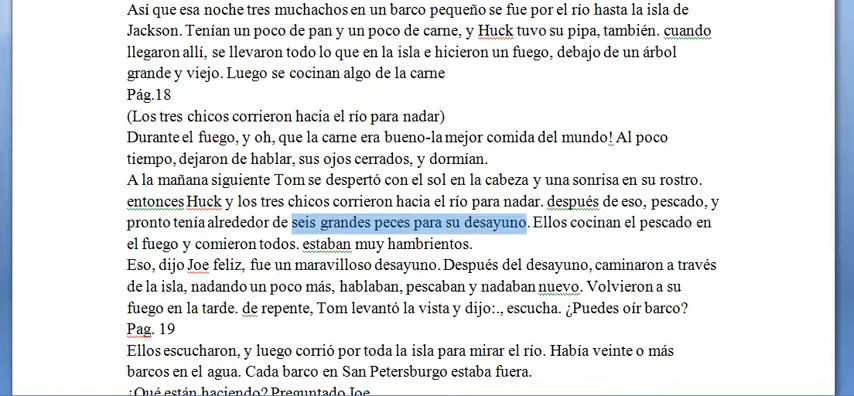 Así que esa noche tres muchachos en un barco pequeño se fue por el río hasta la isla de
Jackson. Tenían un poco de pan y un poco de carne, y Huck tuvo su pipa, también. cuando
llegaron allí, se llevaron todo lo que en la isla e hicieron un fuego, debajo de un árbol
grande y viejo. Luego se cocinan algo de la carne
Pág.18
(Los tres chicos corrieron hacia el río para nadar)
Durante el fuego, y oh, que la carne era bueno-la mejor comida del mundo! Al poco
tiempo, dejaron de hablar, sus ojos cerrados, y dormían.
A la mañana siguiente Tom se despertó con el sol en la cabeza y una sonrisa en su rostro.
entonces Huck y los tres chicos corrieron hacia el río para nadar. después de eso, pescado, y
pronto tenía alrededor de seis grandes peces para su desayuno. Ellos cocinan el pescado en
el fuego y comieron todos. estaban muy hambrientos.
Eso, dijo Joe feliz, fue un maravilloso desayuno. Después del desayuno, caminaron a través
de la isla, nadando un poco más, hablaban, pescaban y nadaban nuevo. Volvieron a su
fuego en la tarde. de repente, Tom levantó la vista y dijo:., escucha. ¿Puedes oír barco?
Pag. 19
Ellos escucharon, y luego corrió por toda la isla para mirar el río. Había veinte o más
barcos en el agua. Cada barco en San Petersburgo estaba fuera.
¿Qué están haciendo? Preguntado Joe